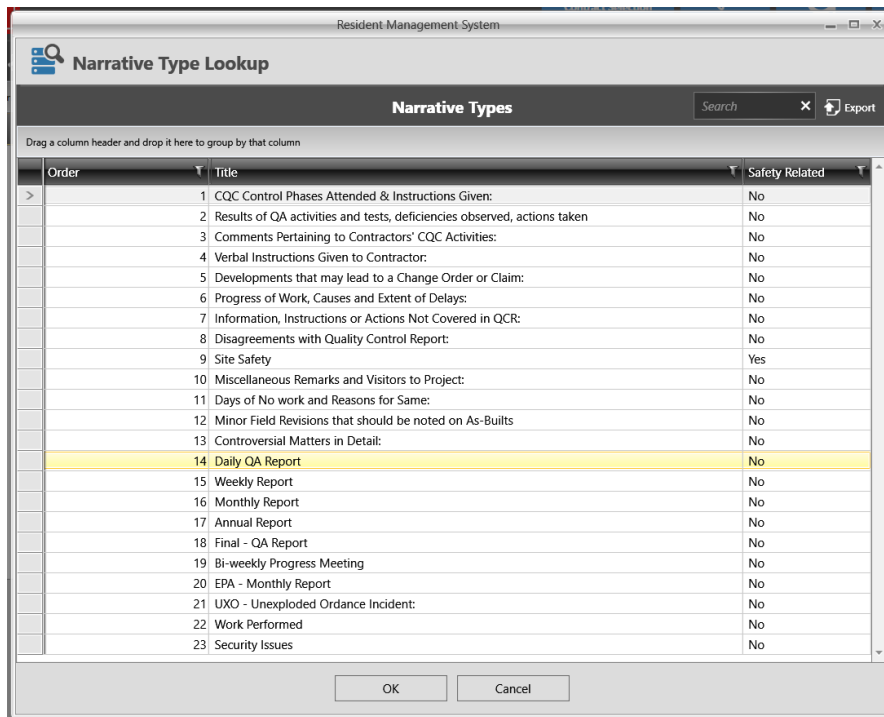 Contract Selection
Resident Management System
Narrative Type Lookup
Narrative Types Search Export
Drag a column header and drop it here to group by that column
Order Title Safety Related
1 CQC Control Phases Attended & Instructions Given: No
2 Results of QA activities and tests, deficiencies observed, actions taken No
3 Comments Pertaining to Contractors' CQC Activities: No
4 Verbal Instructions Given to Contractor: No
5 Developments that may lead to a Change Order or Claim: No
6 Progress of Work, Causes and Extent of Delays: No
7 Information, Instructions or Actions Not Covered in QCR: No
8 Disagreements with Quality Control Report: No
9 Site Safety Yes
10 Miscellaneous Remarks and Visitors to Project: No
11 Days of No work and Reasons for Same: No
12 Minor Field Revisions that should be noted on As-Builts No
13 Controversial Matters in Detail: No
14 Daily QA Report No
15 Weekly Report No
16 Monthly Report No
17 Annual Report No
18 Final - QA Report No
19 Bi-weekly Progress Meeting No
20 EPA - Monthly Report No
21 UXO - Unexploded Ordance Incident: No
22 Work Performed No
23 Security Issues No
OK Cancel